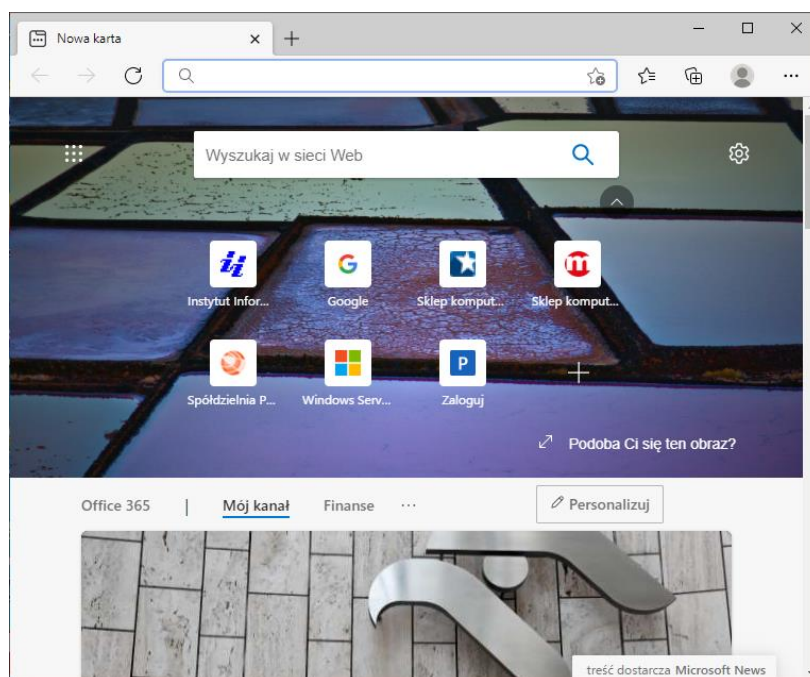 Nowa karta
Wyszukaj w sieci Web
ii
Instytut Infor...
G
Google
Sklep komput...
m
Sklep komput...
Spółdzielnia P...
Windows Serv...
P
Zaloguj
Podoba Ci się ten obraz?
Office 365 | Mój kanał Finanse ...
Personalizuj
treść dostarcza Microsoft News